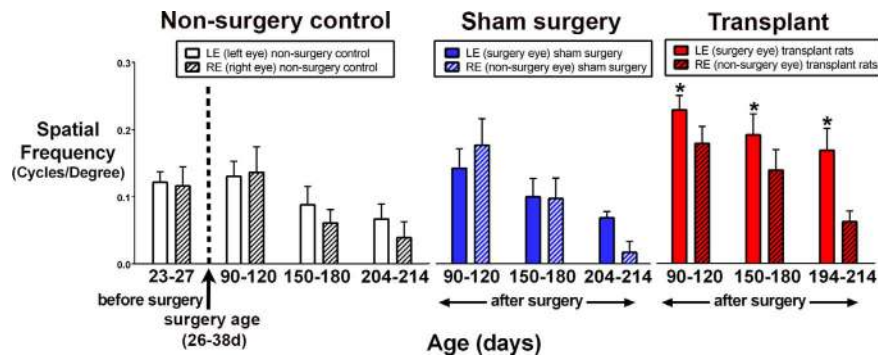 Non-surgery control
Sham surgery
Transplant
LE (left eye) non-surgery control
RE (right eye) non-surgery control
LE (surgery eye) sham surgery
RE (non-surgery eye) sham surgery
LE (surgery eye) transplant rats
RE (non-surgery eye) transplant rats
Spatial
Frequency
(Cycles/Degree)
0.3
0.2
0.1
0.0
* * *
23-27 90-120 150-180 204-214
90-120 150-180 204-214
90-120 150-180 194-214
before surgery
after surgery
after surgery
surgery age
(26-38d)
Age (days)